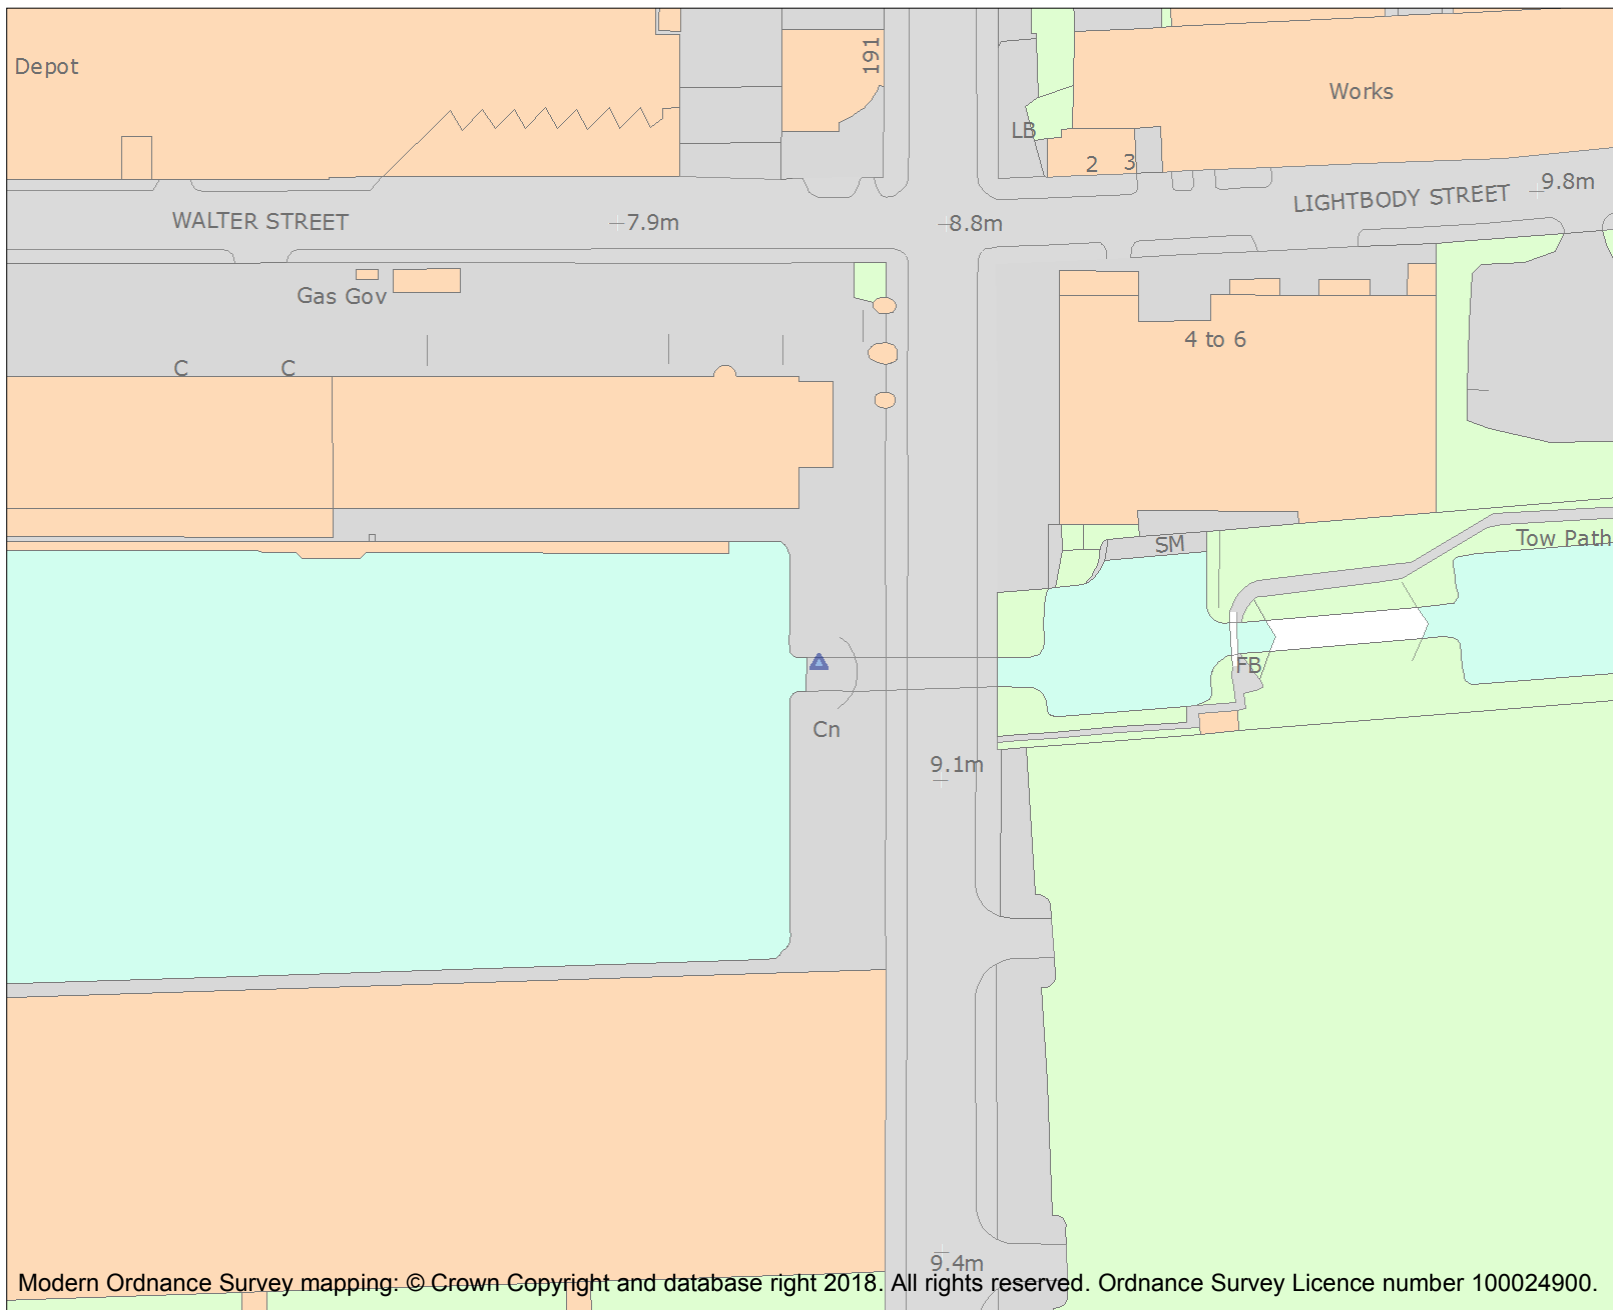 Depot
191
Works
LB
2
3
9.8m
LIGHTBODY STREET
WALTER STREET
7.9m
8.8m
Gas Gov
4 to 6
C
C
Tow Path
SM
FB
Cn
9.1m
9.4m
Modern Ordnance Survey mapping: © Crown Copyright and database right 2018. All rights reserved. Ordnance Survey Licence number 100024900.